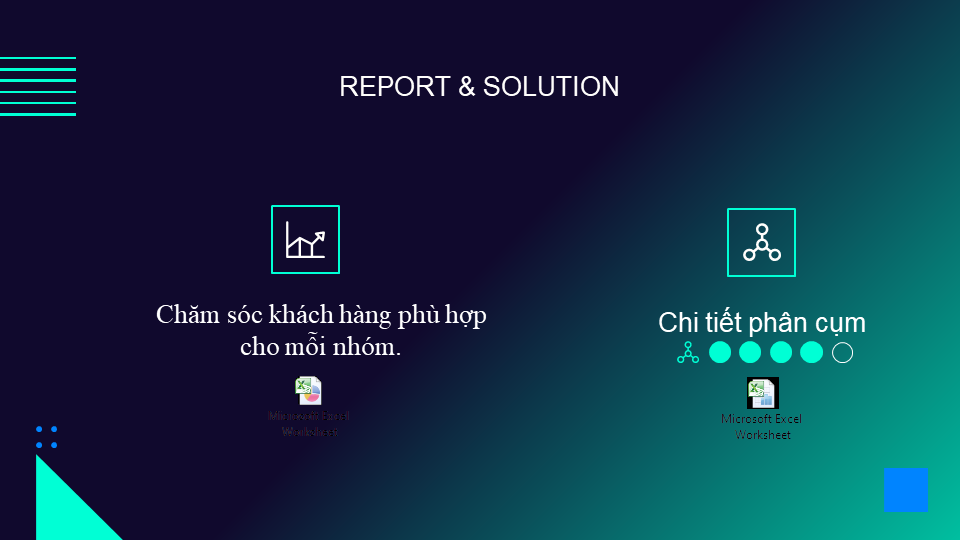 REPORT & SOLUTION
Chăm sóc khách hàng phù hợp
cho mỗi nhóm.
Microsoft Excel
Worksheet
Chi tiết phân cụm
Microsoft Excel
Worksheet